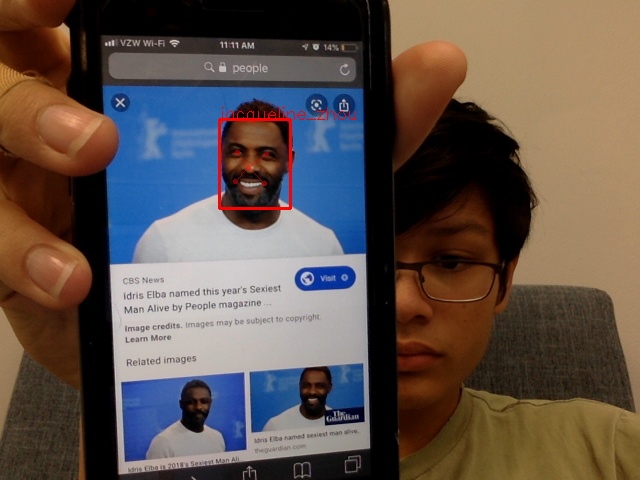 VZW Wi-Fi
11:11 AM
14%
people
jacqueline_zhou
CBS News
Visit
Idris Elba named this year's Sexiest
Man Alive by People magazine ...
Image credits. Images may be subject to copyright.
Learn More
Related images
The
Guardian
Idris Elba named sexiest man alive..
theguardian.com
Idris Elba is 2018's Sexiest Man Ali